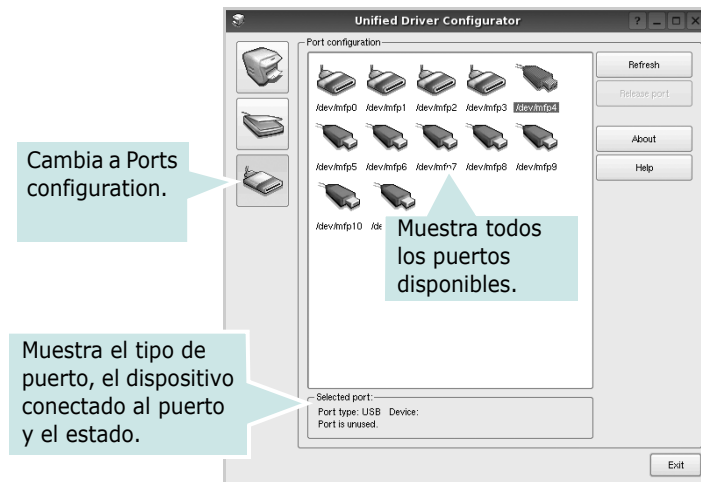 Unified Driver Configurator
Port configuration
/dev/mfp0 /dev/mfp1 /dev/mfp2 /dev/mfp3 /dev/mfp4
/dev/mfp5 /dev/mfp6 /dev/mfp7 /dev/mfp8 /dev/mfp9
/dev/mfp10
Refresh
Release port
About
Help
Cambia a Ports
configuration.
Muestra todos
los puertos
disponibles.
Muestra el tipo de
puerto, el dispositivo
conectado al puerto
y el estado.
Selected port:
Port type: USB Device:
Port is unused.
Exit